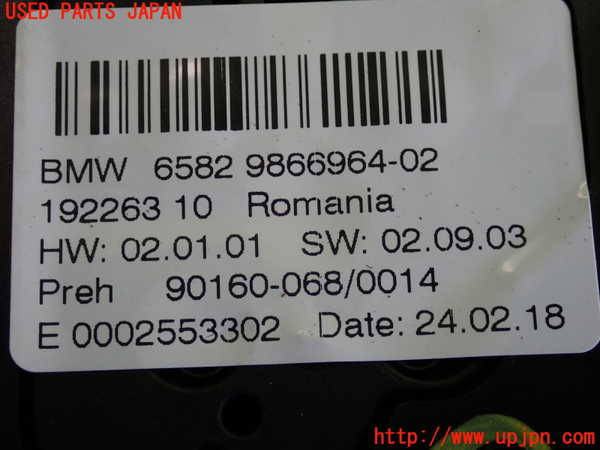 USED PARTS JAPAN
BMW 6582 9866964-02
192263 10 Romania
HW: 02.01.01 SW: 02.09.03
Preh 90160-068/0014
E 0002553302 Date: 24.02.18
http://www.upjpn.com/